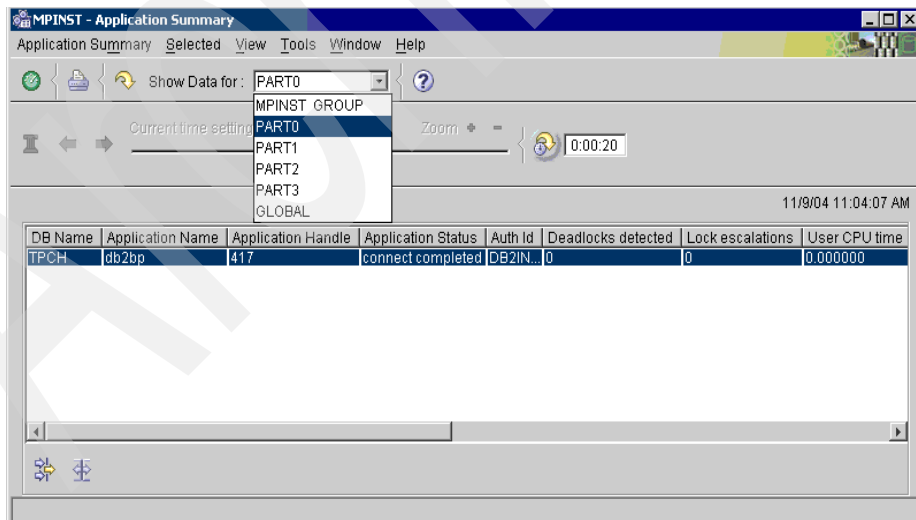 MPINST - Application Summary
Application Summary Selected View Tools Window Help
Show Data for : PART0
MPINST GROUP
PART0
PART1
PART2
PART3
GLOBAL
Current time setting
Zoom
0:00:20
11/9/04 11:04:07 AM
DB Name Application Name Application Handle Application Status Auth Id Deadlocks detected Lock escalations User CPU time
TPCH db2bp 417 connect completed DB2IN... 0 0 0.000000